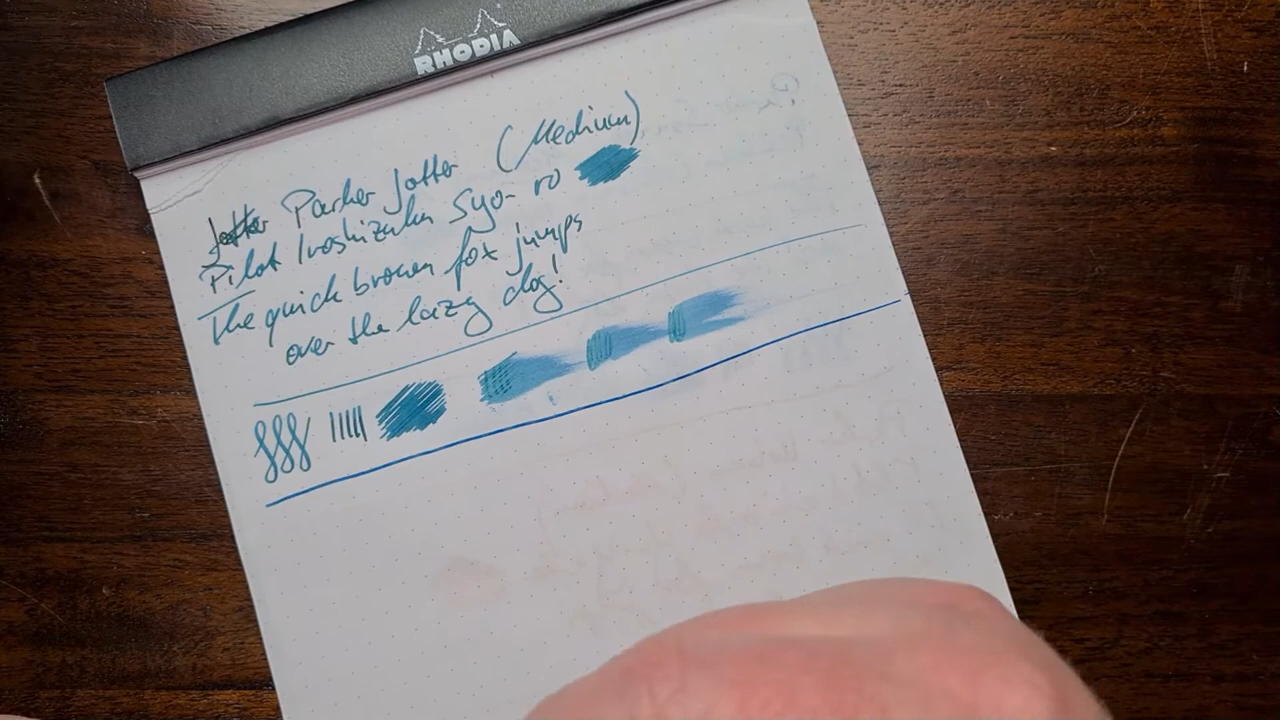 RHODIA
Jotter Parker Jotter (Medium)
Pilot Iroshizuku Syo-ro
The quick brown fox jumps
over the lazy dog!